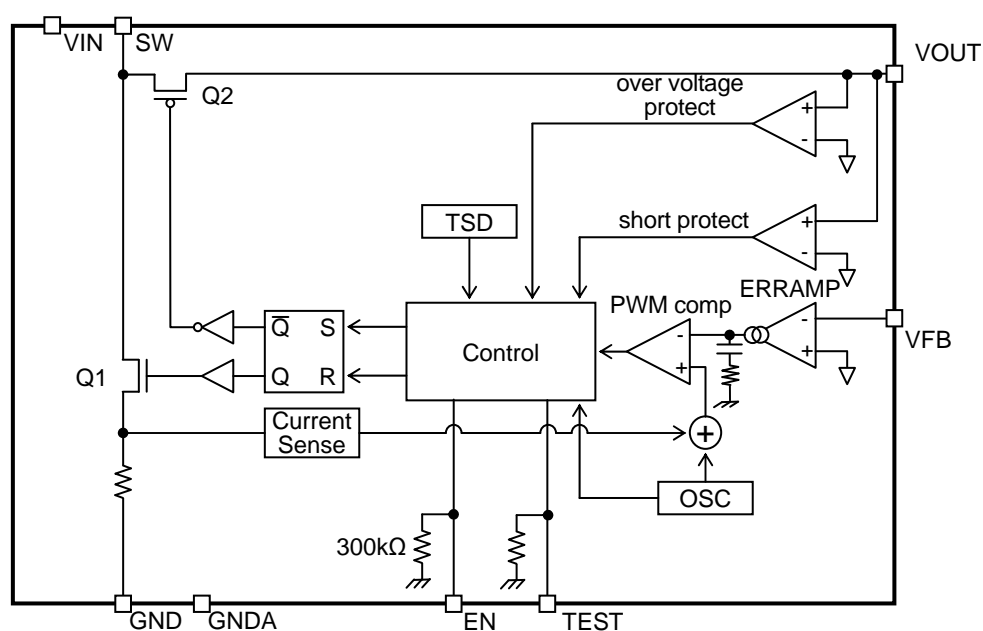 VIN
SW
VOUT
Q2
over voltage
protect
+
-
TSD
short protect
+
-
PWM comp
ERRAMP
Q̅
S
Control
-
+
-
+
VFB
Q1
Q
R
Current
Sense
+
OSC
300kΩ
GND
GNDA
EN
TEST